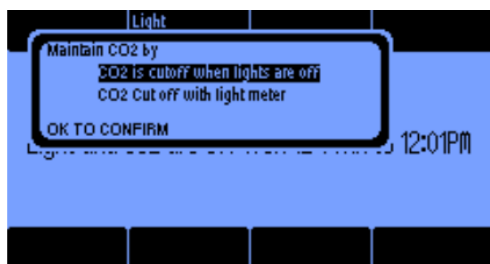 Light
Maintain CO2 by
CO2 is cutoff when lights are off
CO2 Cut off with light meter
OK TO CONFIRM
12:01PM